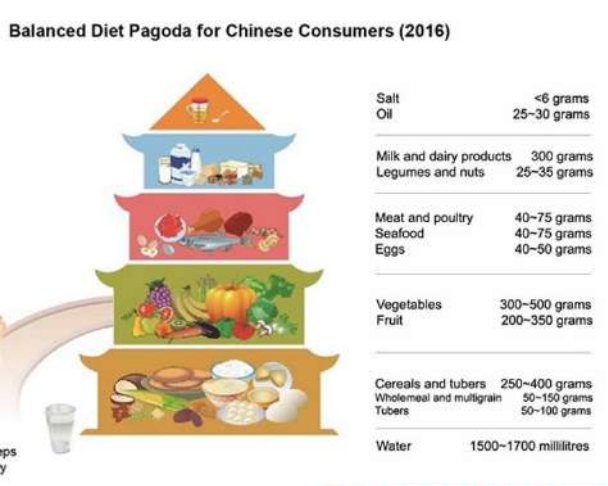 Balanced Diet Pagoda for Chinese Consumers (2016)
Salt <6 grams
Oil 25~30 grams
Milk and dairy products 300 grams
Legumes and nuts 25~35 grams
Meat and poultry 40~75 grams
Seafood 40~75 grams
Eggs 40~50 grams
Vegetables 300~500 grams
Fruit 200~350 grams
Cereals and tubers 250~400 grams
Wholemeal and multigrain 50~150 grams
Tubers 50~100 grams
Water 1500~1700 millilitres